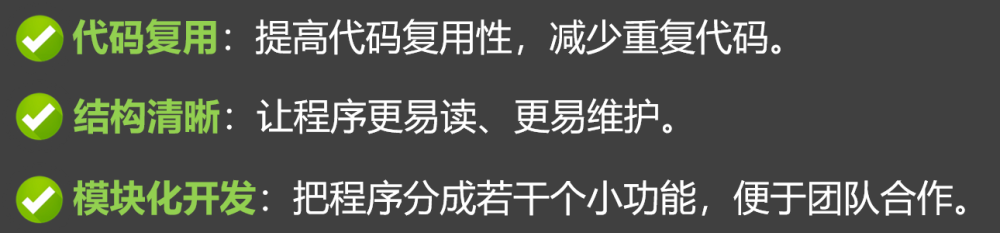 代码复用：提高代码复用性，减少重复代码。
结构清晰：让程序更易读、更易维护。
模块化开发：把程序分成若干个小功能，便于团队合作。